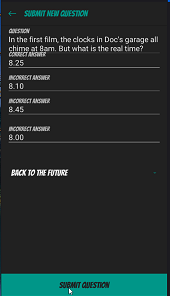 SUBMIT NEW QUESTION
QUESTION
In the first film, the clocks in Doc's garage all
chime at 8am. But what is the real time?
CORRECT ANSWER
8.25
INCORRECT ANSWER
8.10
INCORRECT ANSWER
8.45
INCORRECT ANSWER
8.00
BACK TO THE FUTURE
SUBMIT QUESTION